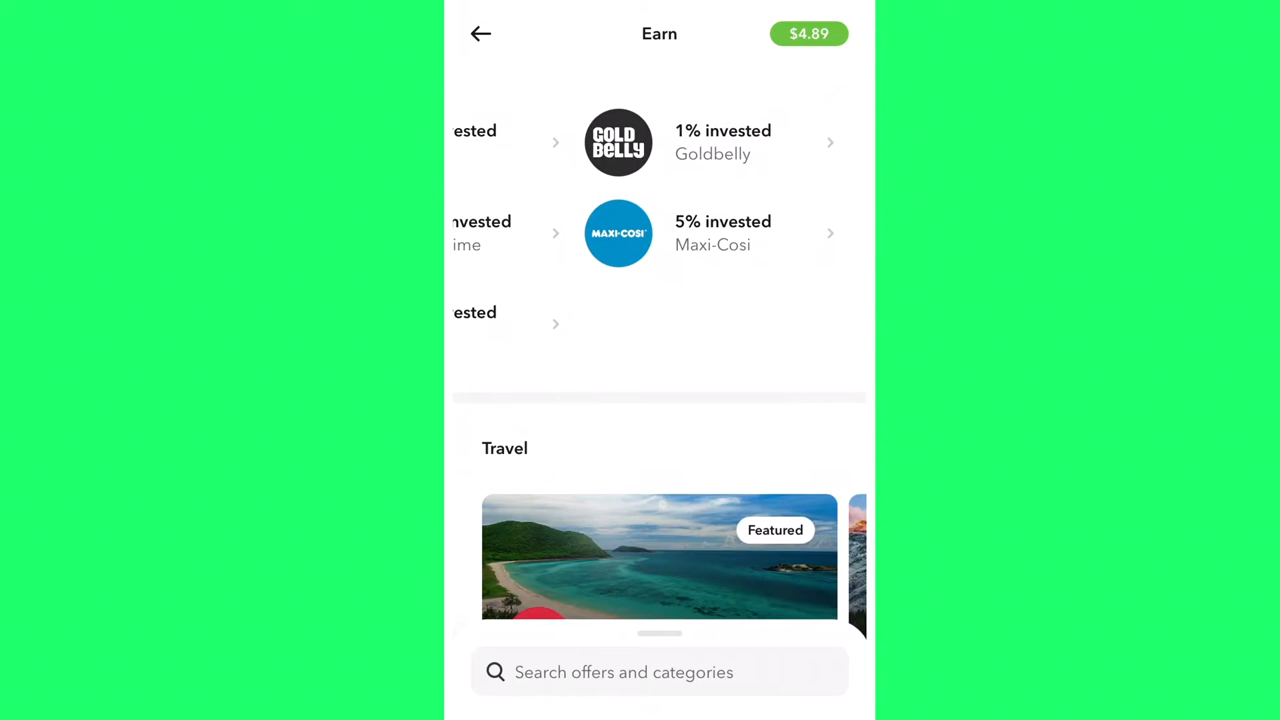 Earn
$4.89
ested
GOLD
BELLY
1% invested
Goldbelly
nvested
ime
MAXI-COSI
5% invested
Maxi-Cosi
ested
Travel
Featured
Search offers and categories